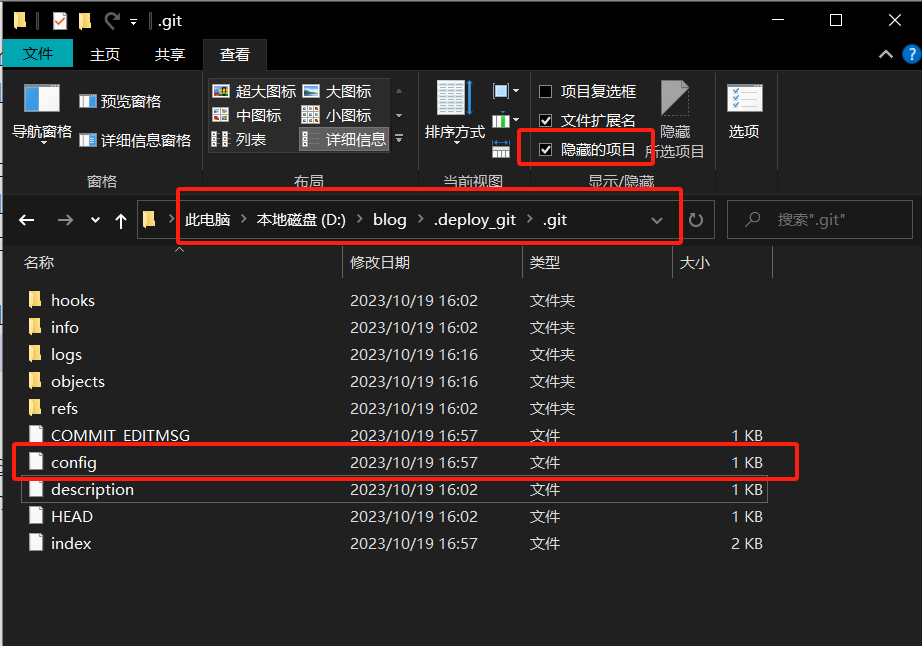 .git
文件 主页 共享 查看
导航窗格
预览窗格
详细信息窗格
窗格
超大图标 大图标
中图标 小图标
列表 详细信息
布局
排序方式
当前视图
项目复选框
文件扩展名
隐藏的项目
隐藏
所选项目
显示/隐藏
选项
此电脑 › 本地磁盘 (D:) › blog › .deploy_git › .git
搜索".git"
名称 修改日期 类型 大小
hooks 2023/10/19 16:02 文件夹
info 2023/10/19 16:02 文件夹
logs 2023/10/19 16:16 文件夹
objects 2023/10/19 16:16 文件夹
refs 2023/10/19 16:02 文件夹
COMMIT_EDITMSG 2023/10/19 16:57 文件 1 KB
config 2023/10/19 16:57 文件 1 KB
description 2023/10/19 16:02 文件 1 KB
HEAD 2023/10/19 16:02 文件 1 KB
index 2023/10/19 16:57 文件 2 KB